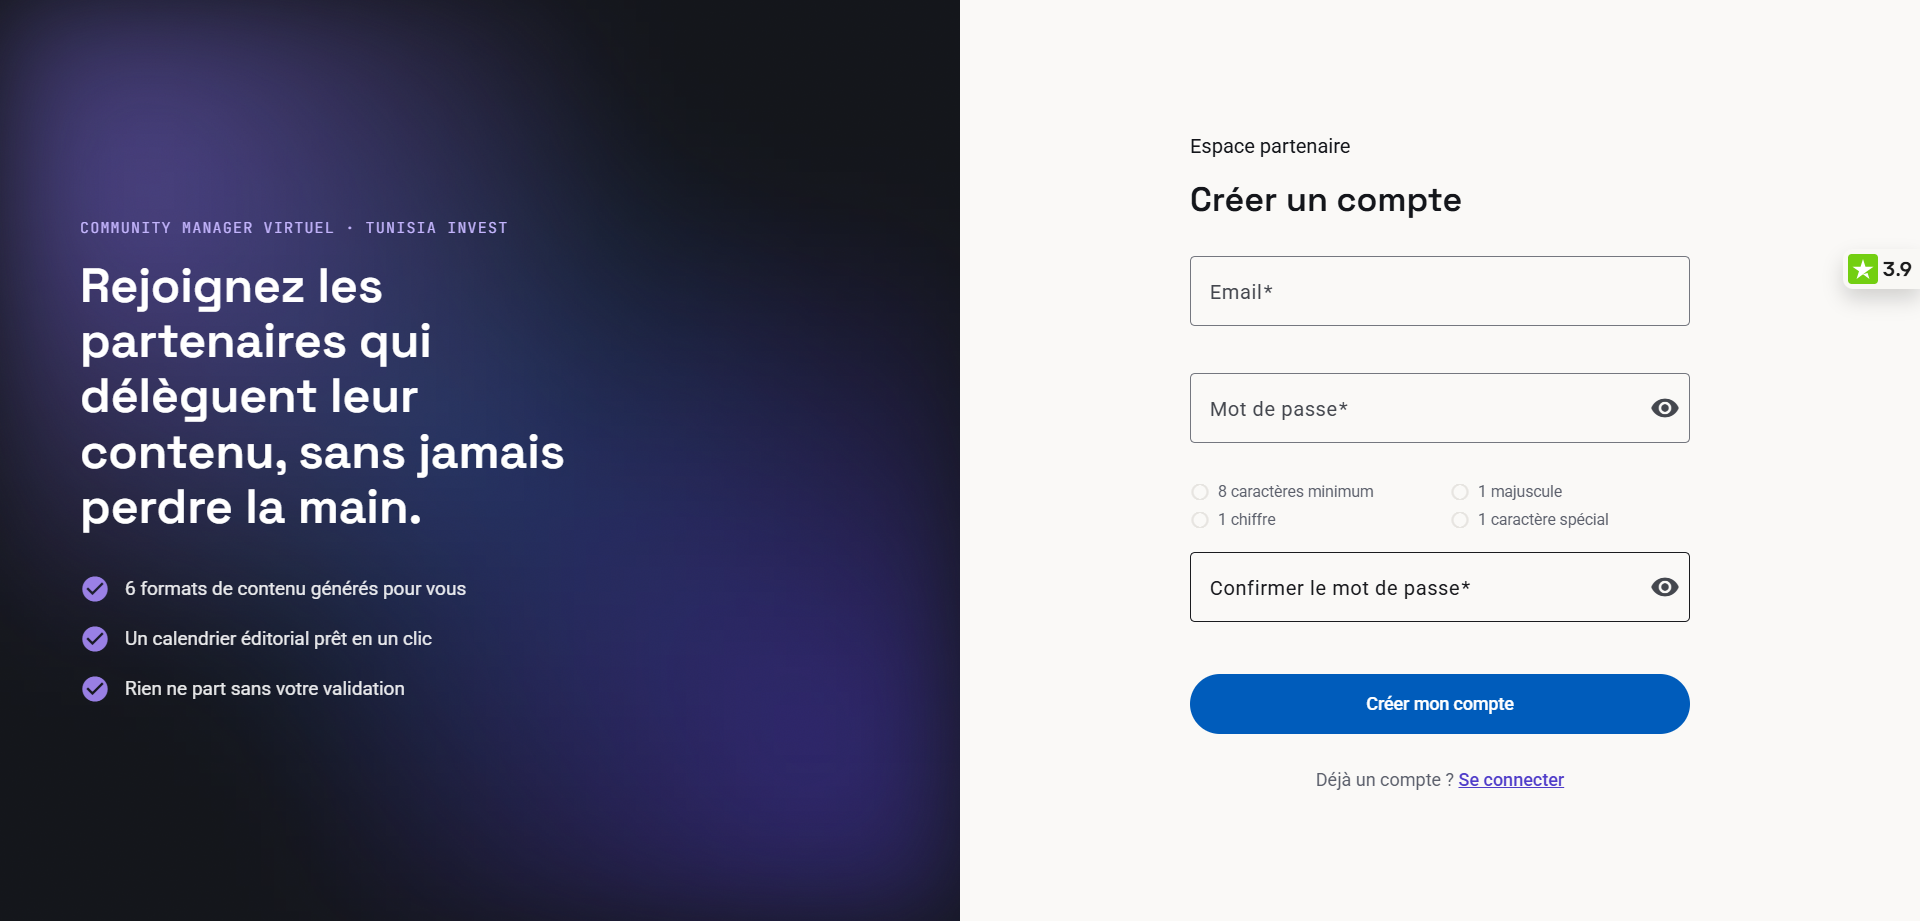 COMMUNITY MANAGER VIRTUEL · TUNISIA INVEST
Rejoignez les
partenaires qui
délèguent leur
contenu, sans jamais
perdre la main.
6 formats de contenu générés pour vous
Un calendrier éditorial prêt en un clic
Rien ne part sans votre validation
Espace partenaire
Créer un compte
Email*
Mot de passe*
8 caractères minimum
1 majuscule
1 chiffre
1 caractère spécial
Confirmer le mot de passe*
Créer mon compte
Déjà un compte ? Se connecter
3.9